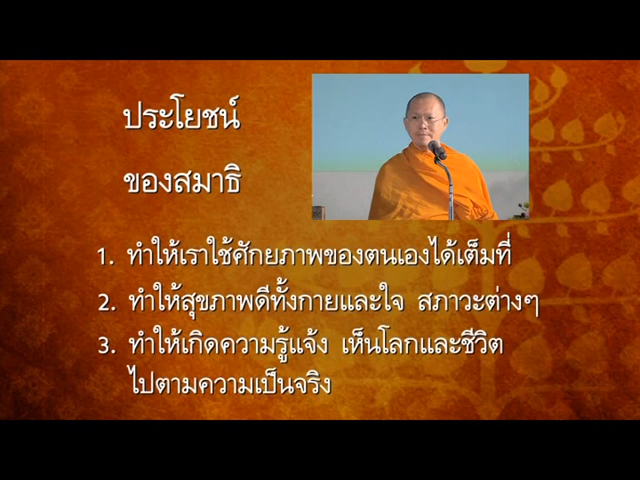 ประโยชน์
ของสมาธิ
1. ทำให้เราใช้ศักยภาพของตนเองได้เต็มที่
2. ทำให้สุขภาพดีทั้งกายและใจ สภาวะต่างๆ
3. ทำให้เกิดความรู้แจ้ง เห็นโลกและชีวิต
ไปตามความเป็นจริง